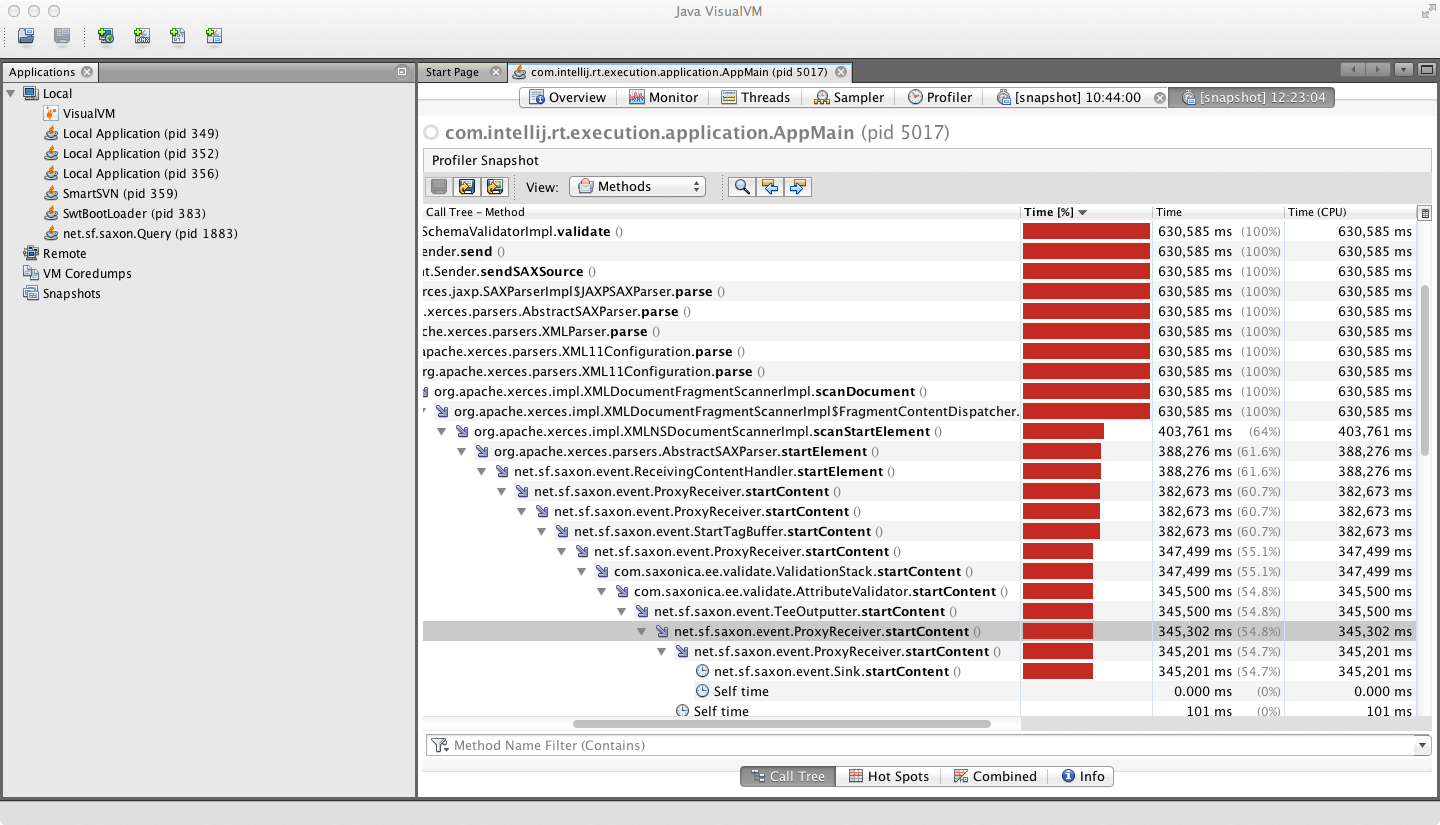 Java VisualVM
Applications
Local
VisualVM
Local Application (pid 349)
Local Application (pid 352)
Local Application (pid 356)
SmartSVN (pid 359)
SwtBootLoader (pid 383)
net.sf.saxon.Query (pid 1883)
Remote
VM Coredumps
Snapshots
Start Page com.intellij.rt.execution.application.AppMain (pid 5017)
Overview Monitor Threads Sampler Profiler [snapshot] 10:44:00 [snapshot] 12:23:04
com.intellij.rt.execution.application.AppMain (pid 5017)
Profiler Snapshot
View: Methods
Call Tree – Method Time [%] Time Time (CPU)
SchemaValidatorImpl.validate () 630,585 ms (100%) 630,585 ms
ender.send () 630,585 ms (100%) 630,585 ms
nt.Sender.sendSAXSource () 630,585 ms (100%) 630,585 ms
rces.jaxp.SAXParserImpl$JAXPSAXParser.parse () 630,585 ms (100%) 630,585 ms
.xerces.parsers.AbstractSAXParser.parse () 630,585 ms (100%) 630,585 ms
che.xerces.parsers.XMLParser.parse () 630,585 ms (100%) 630,585 ms
apache.xerces.parsers.XML11Configuration.parse () 630,585 ms (100%) 630,585 ms
rg.apache.xerces.parsers.XML11Configuration.parse () 630,585 ms (100%) 630,585 ms
org.apache.xerces.impl.XMLDocumentFragmentScannerImpl.scanDocument () 630,585 ms (100%) 630,585 ms
org.apache.xerces.impl.XMLDocumentFragmentScannerImpl$FragmentContentDispatcher. 630,585 ms (100%) 630,585 ms
org.apache.xerces.impl.XMLNSDocumentScannerImpl.scanStartElement () 403,761 ms (64%) 403,761 ms
org.apache.xerces.parsers.AbstractSAXParser.startElement () 388,276 ms (61.6%) 388,276 ms
net.sf.saxon.event.ReceivingContentHandler.startElement () 388,276 ms (61.6%) 388,276 ms
net.sf.saxon.event.ProxyReceiver.startContent () 382,673 ms (60.7%) 382,673 ms
net.sf.saxon.event.ProxyReceiver.startContent () 382,673 ms (60.7%) 382,673 ms
net.sf.saxon.event.StartTagBuffer.startContent () 382,673 ms (60.7%) 382,673 ms
net.sf.saxon.event.ProxyReceiver.startContent () 347,499 ms (55.1%) 347,499 ms
com.saxonica.ee.validate.ValidationStack.startContent () 347,499 ms (55.1%) 347,499 ms
com.saxonica.ee.validate.AttributeValidator.startContent () 345,500 ms (54.8%) 345,500 ms
net.sf.saxon.event.TeeOutputter.startContent () 345,500 ms (54.8%) 345,500 ms
net.sf.saxon.event.ProxyReceiver.startContent () 345,302 ms (54.8%) 345,302 ms
net.sf.saxon.event.ProxyReceiver.startContent () 345,201 ms (54.7%) 345,201 ms
net.sf.saxon.event.Sink.startContent () 345,201 ms (54.7%) 345,201 ms
Self time 0.000 ms (0%) 0.000 ms
Self time 101 ms (0%) 101 ms
Method Name Filter (Contains)
Call Tree Hot Spots Combined Info